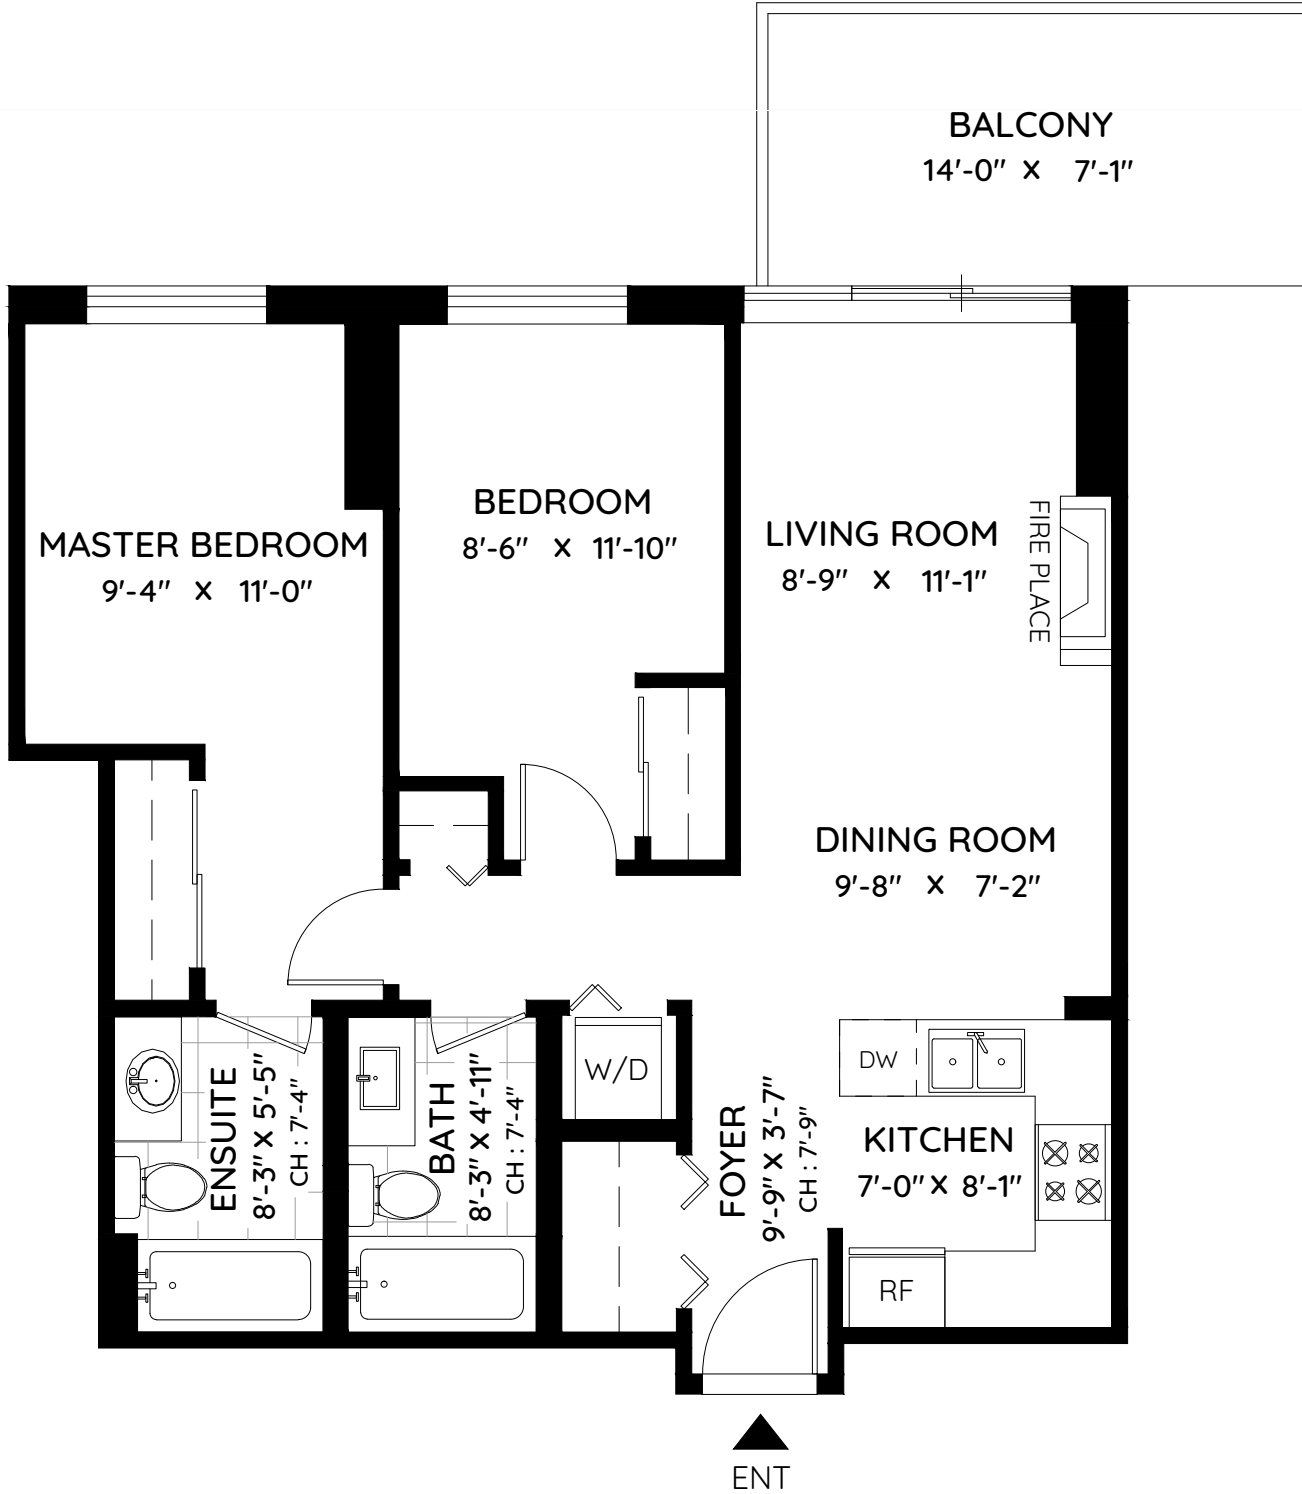 BALCONY
14'-0" X 7'-1"
BEDROOM
8'-6" X 11'-10"
MASTER BEDROOM
9'-4" X 11'-0"
LIVING ROOM
8'-9" X 11'-1"
FIRE PLACE
DINING ROOM
9'-8" X 7'-2"
ENSUITE
8'-3" X 5'-5"
CH : 7'-4"
BATH
8'-3" X 4'-11"
CH : 7'-4"
W/D
FOYER
9'-9" X 3'-7"
CH : 7'-9"
DW
KITCHEN
7'-0" X 8'-1"
RF
ENT